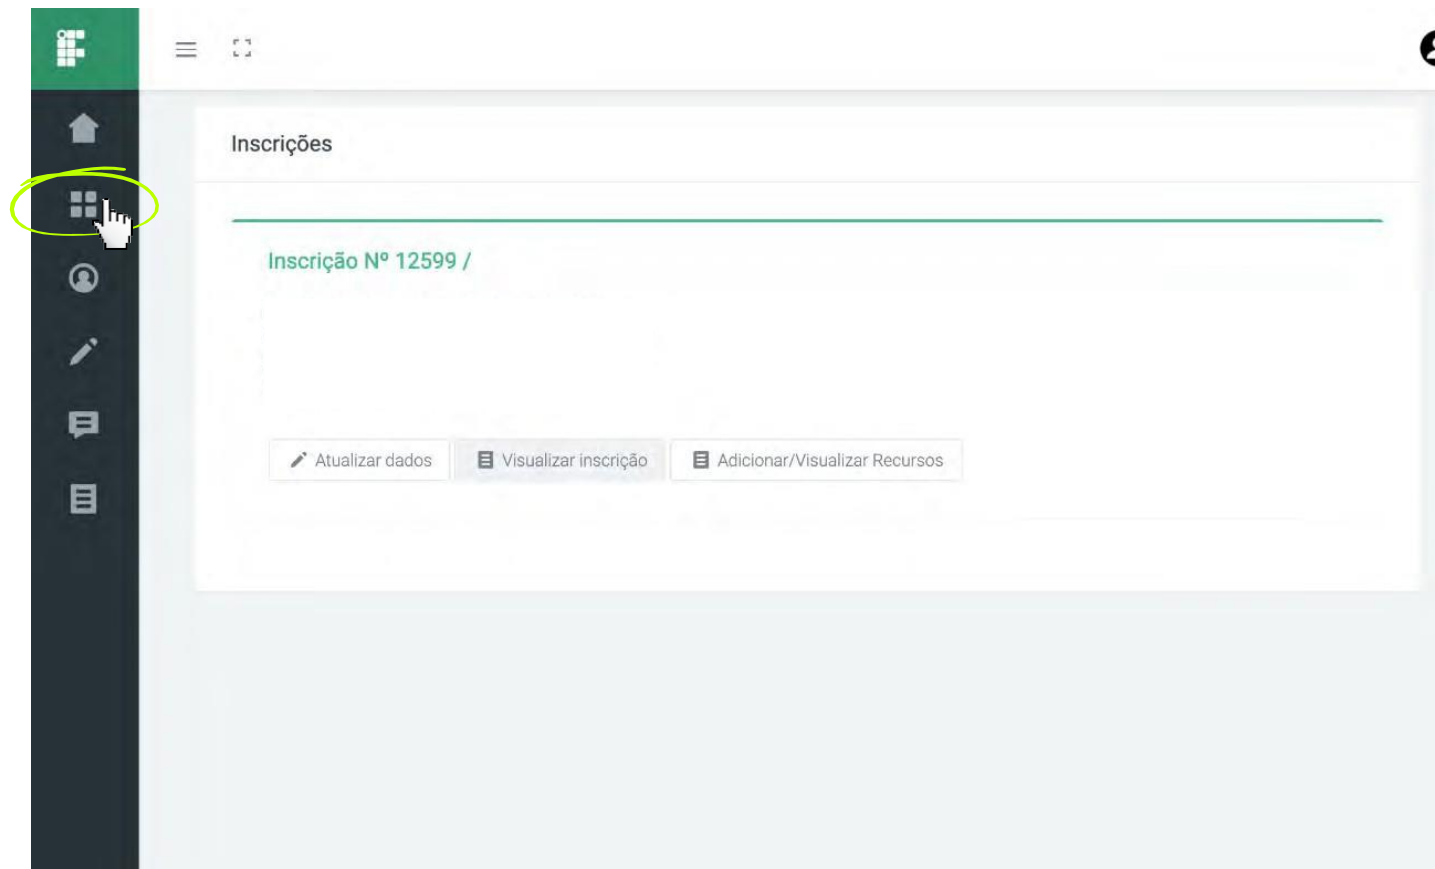 Inscrições
Inscrição Nº 12599 /
Atualizar dados
Visualizar inscrição
Adicionar/Visualizar Recursos